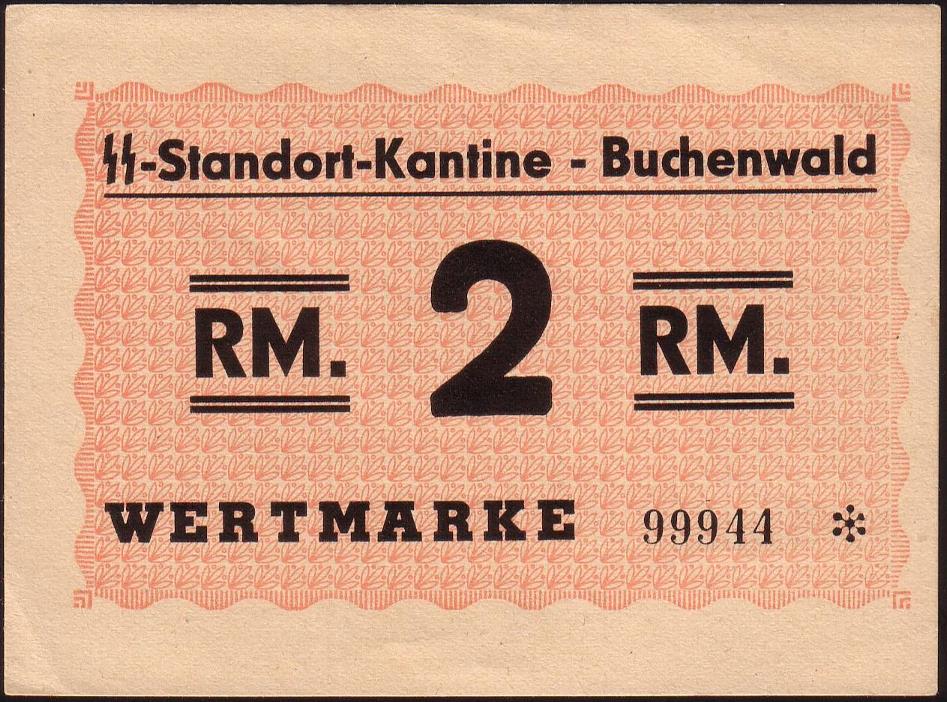 SS-Standort-Kantine - Buchenwald
RM. 2 RM.
WERTMARKE 99944 *